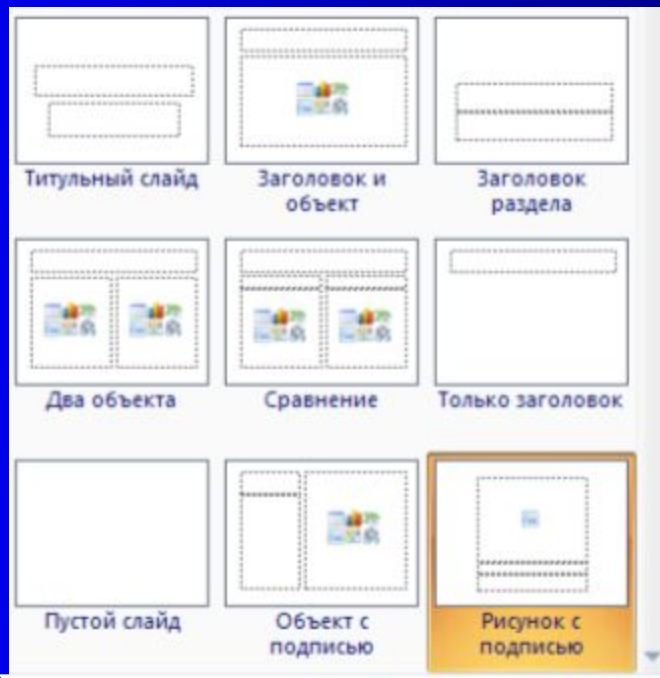 Титульный слайд
Заголовок и
объект
Заголовок
раздела
Два объекта
Сравнение
Только заголовок
Пустой слайд
Объект с
подписью
Рисунок с
подписью